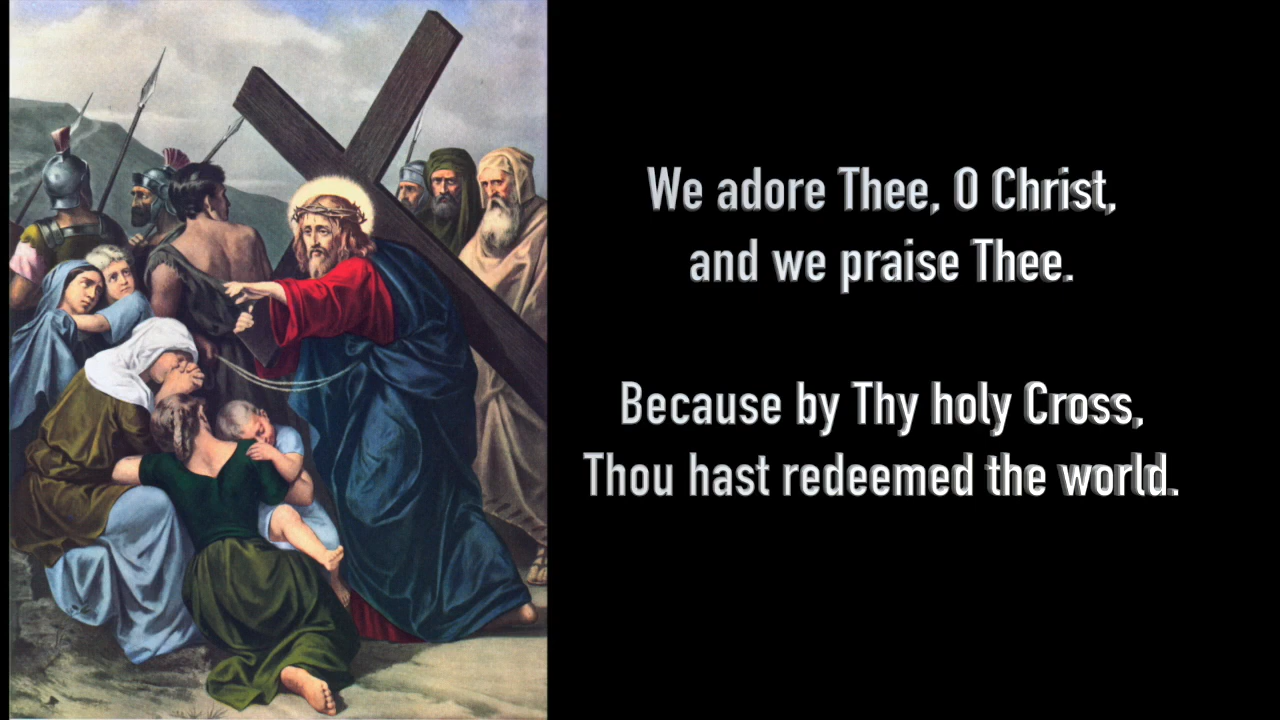 We adore Thee, O Christ,
and we praise Thee.
Because by Thy holy Cross,
Thou hast redeemed the world.